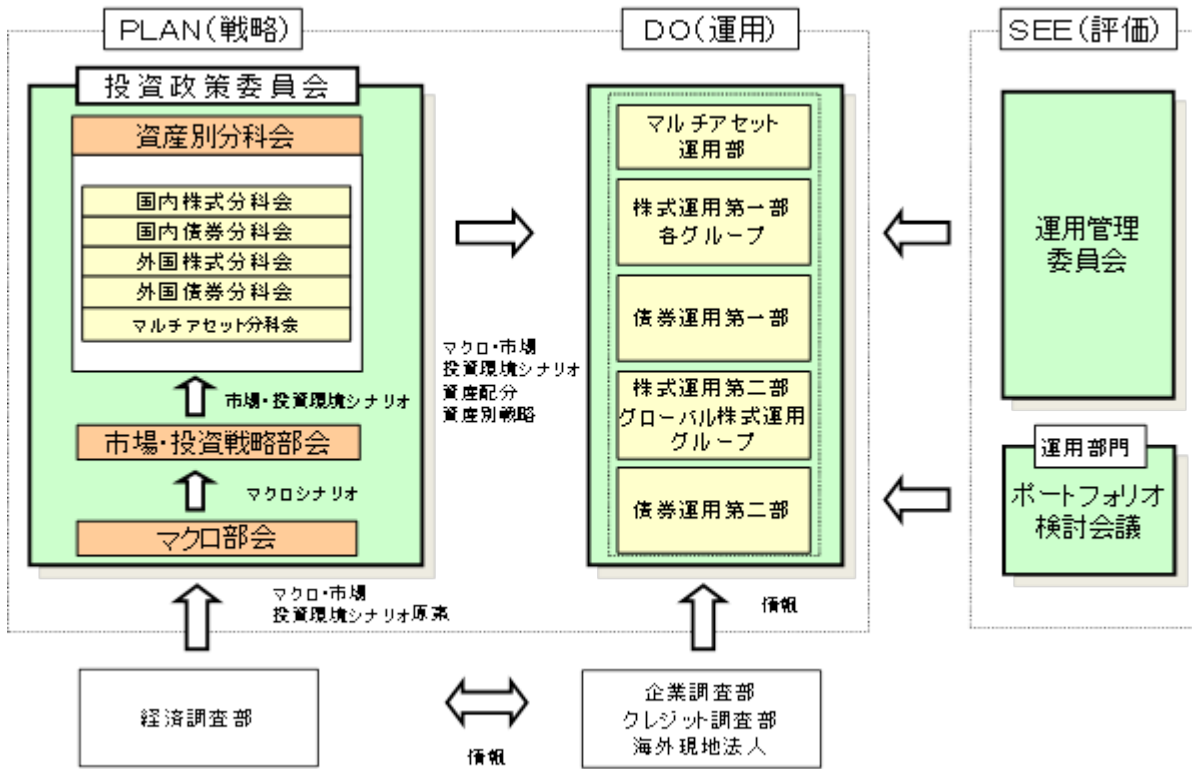 PLAN(戦略)
投資政策委員会
資産別分科会
国内株式分科会
国内債券分科会
外国株式分科会
外国債券分科会
マルチアセット分科会
市場・投資環境シナリオ
市場・投資戦略部会
マクロシナリオ
マクロ部会
マクロ・市場
投資環境シナリオ原案
マクロ・市場
投資環境シナリオ
資産配分
資産別戦略
DO(運用)
マルチアセット
運用部
株式運用第一部
各グループ
債券運用第一部
株式運用第二部
グローバル株式運用
グループ
債券運用第二部
情報
SEE(評価)
運用管理
委員会
運用部門
ポートフォリオ
検討会議
経済調査部
情報
企業調査部
クレジット調査部
海外現地法人